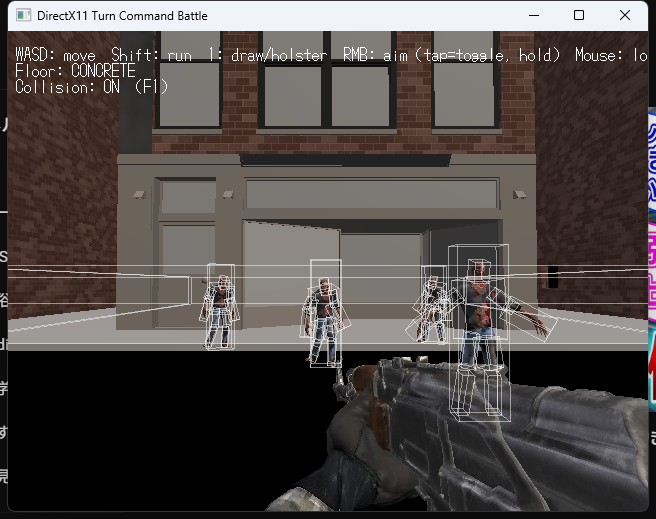 DirectX11 Turn Command Battle
WASD: move  Shift: run  1: draw/holster  RMB: aim (tap=toggle, hold)  Mouse: lo
Floor: CONCRETE
Collision: ON  (F1)